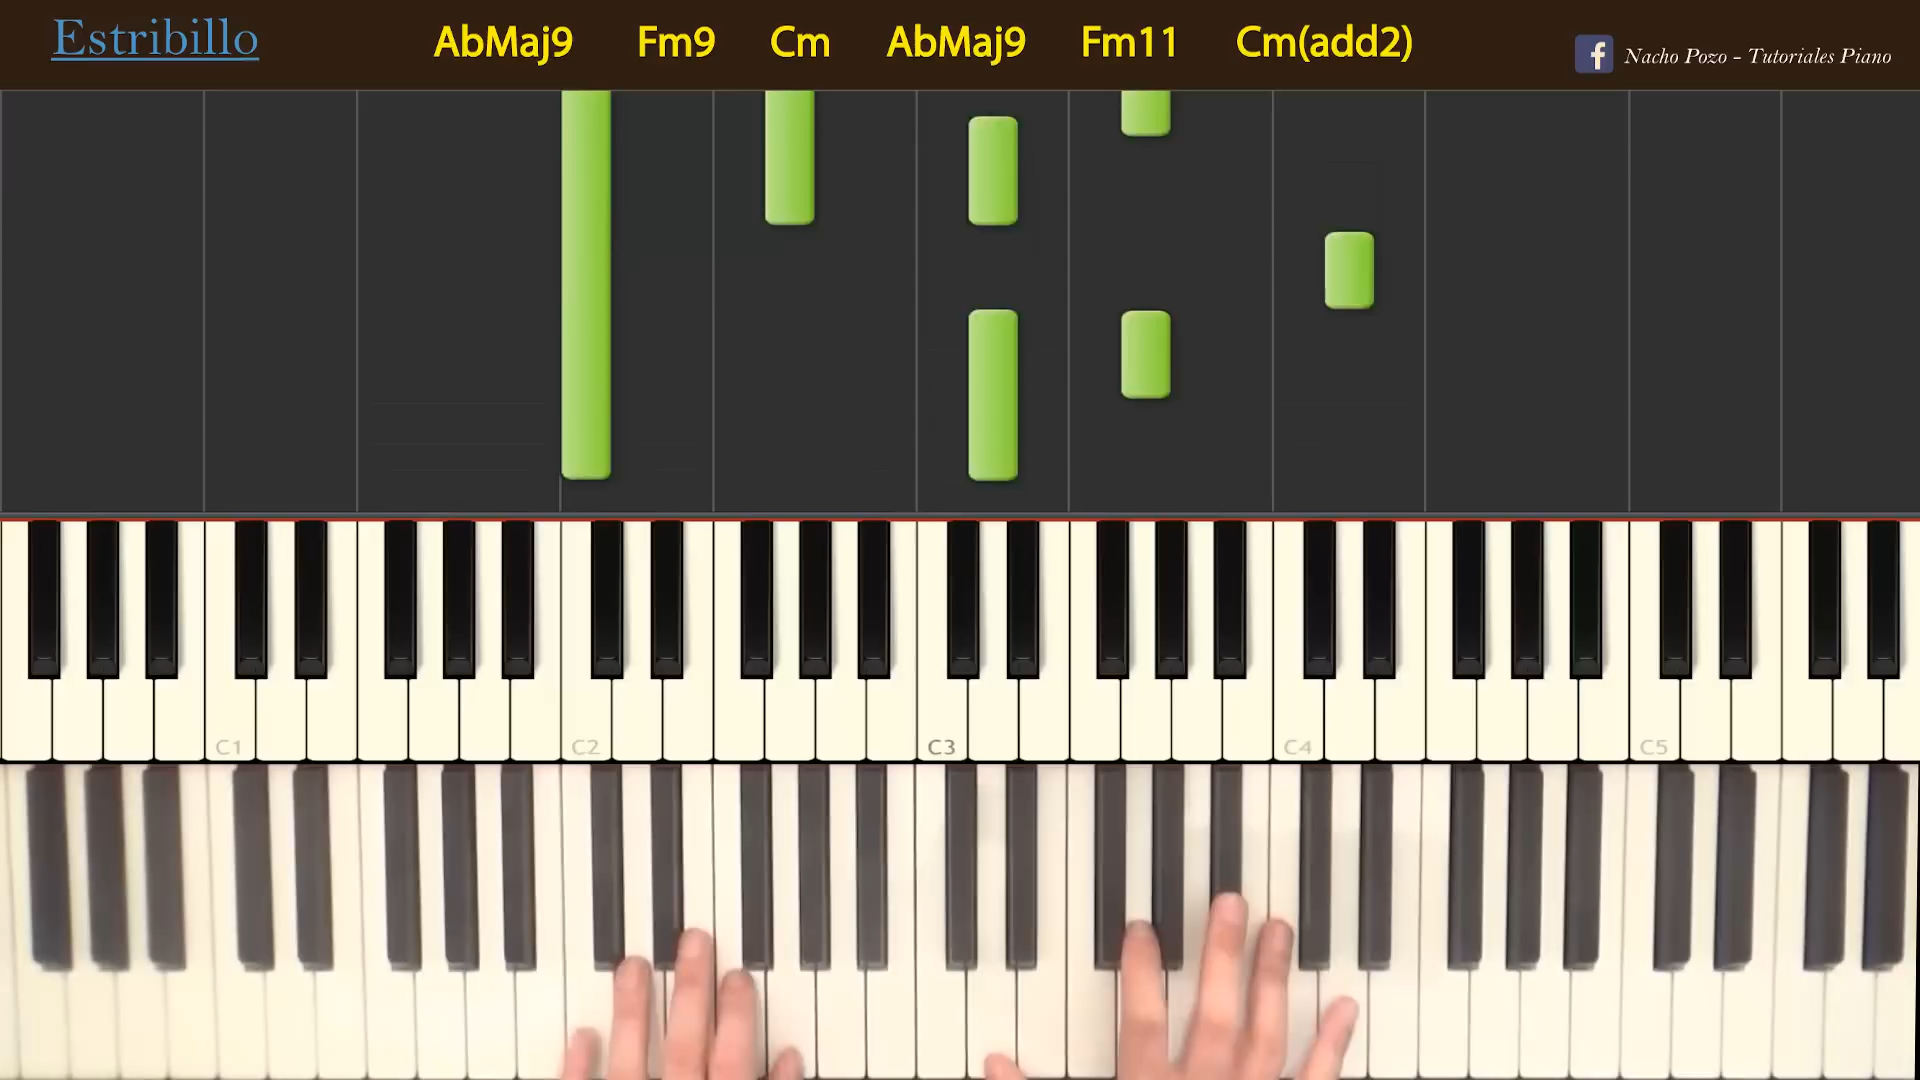 Estribillo AbMaj9 Fm9 Cm AbMaj9 Fm11 Cm(add2)
f Nacho Pozo - Tutoriales Piano
C1 C2 C3 C4 C5